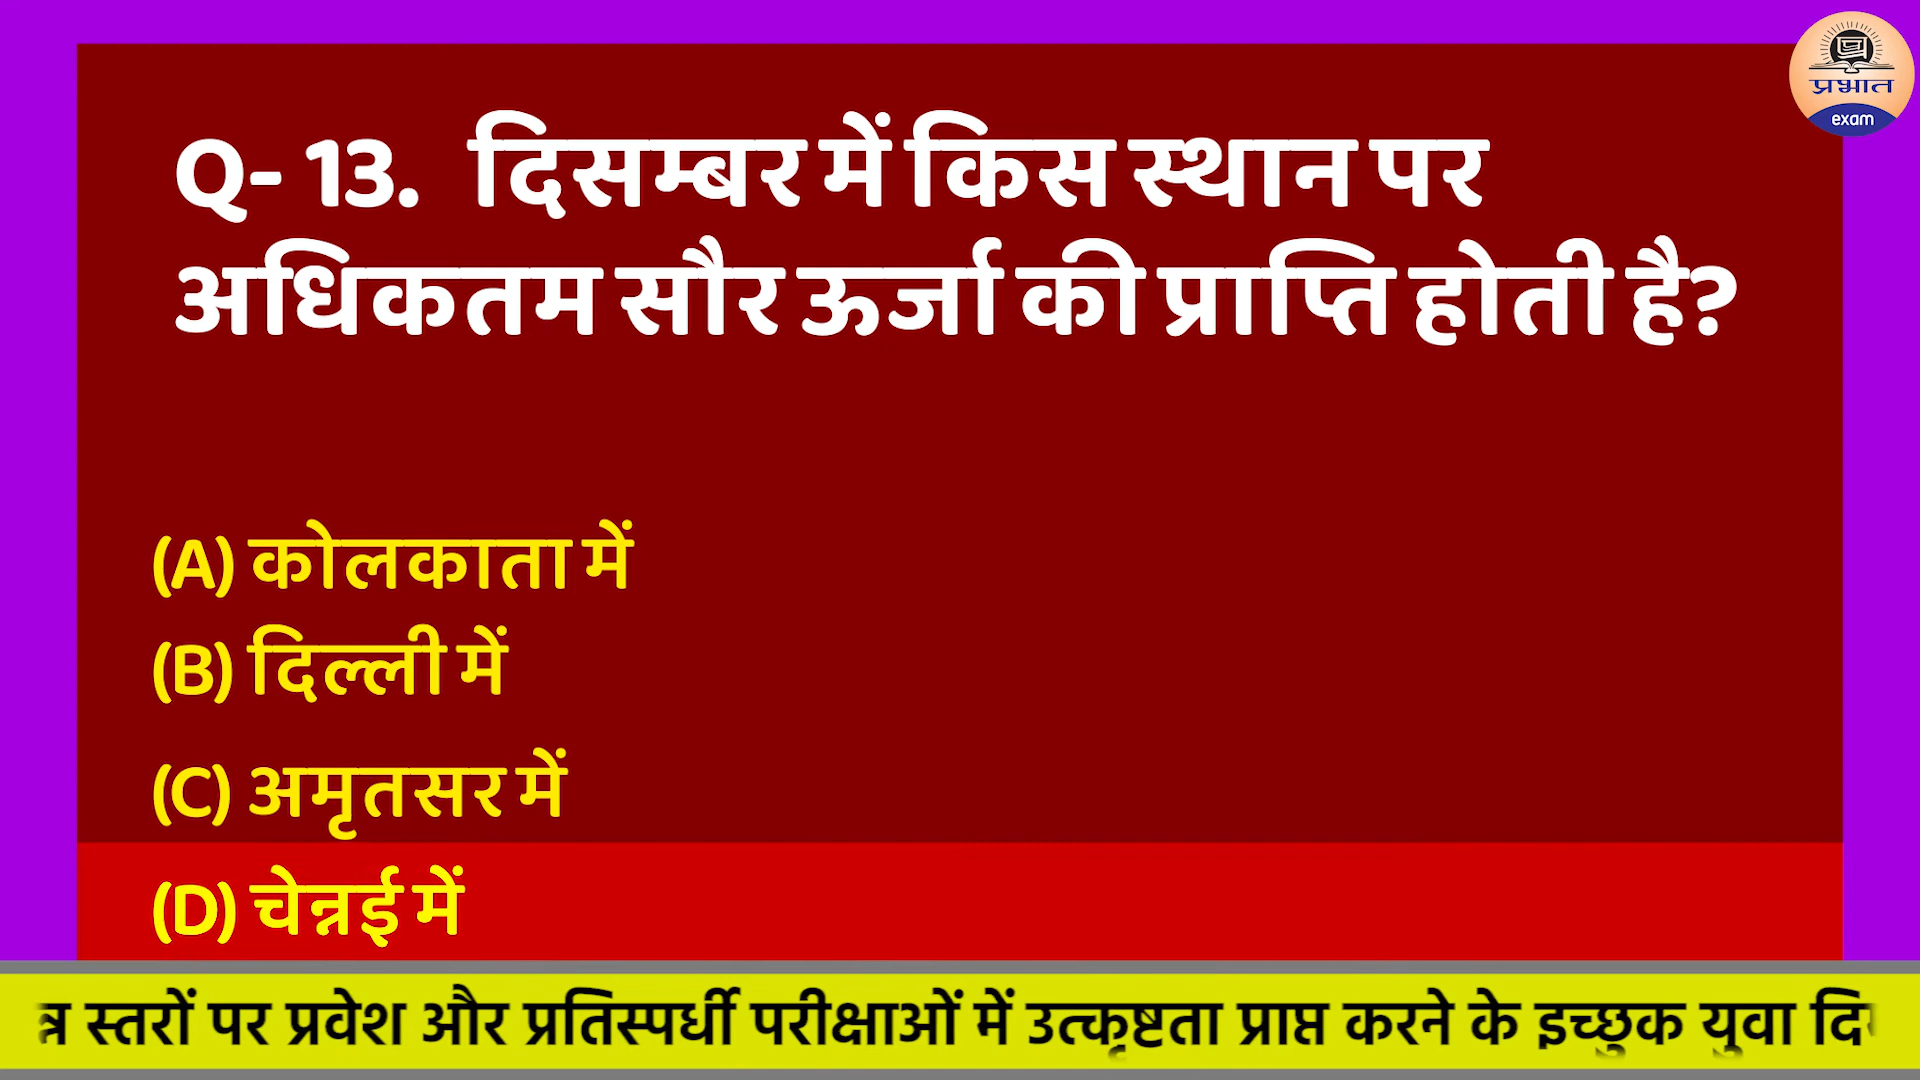 प्रभात
exam
Q- 13. दिसम्बर में किस स्थान पर
अधिकतम सौर ऊर्जा की प्राप्ति होती है?
(A) कोलकाता में
(B) दिल्ली में
(C) अमृतसर में
(D) चेन्नई में
स्तरों पर प्रवेश और प्रतिस्पर्धी परीक्षाओं में उत्कृष्टता प्राप्त करने के इच्छुक युवा